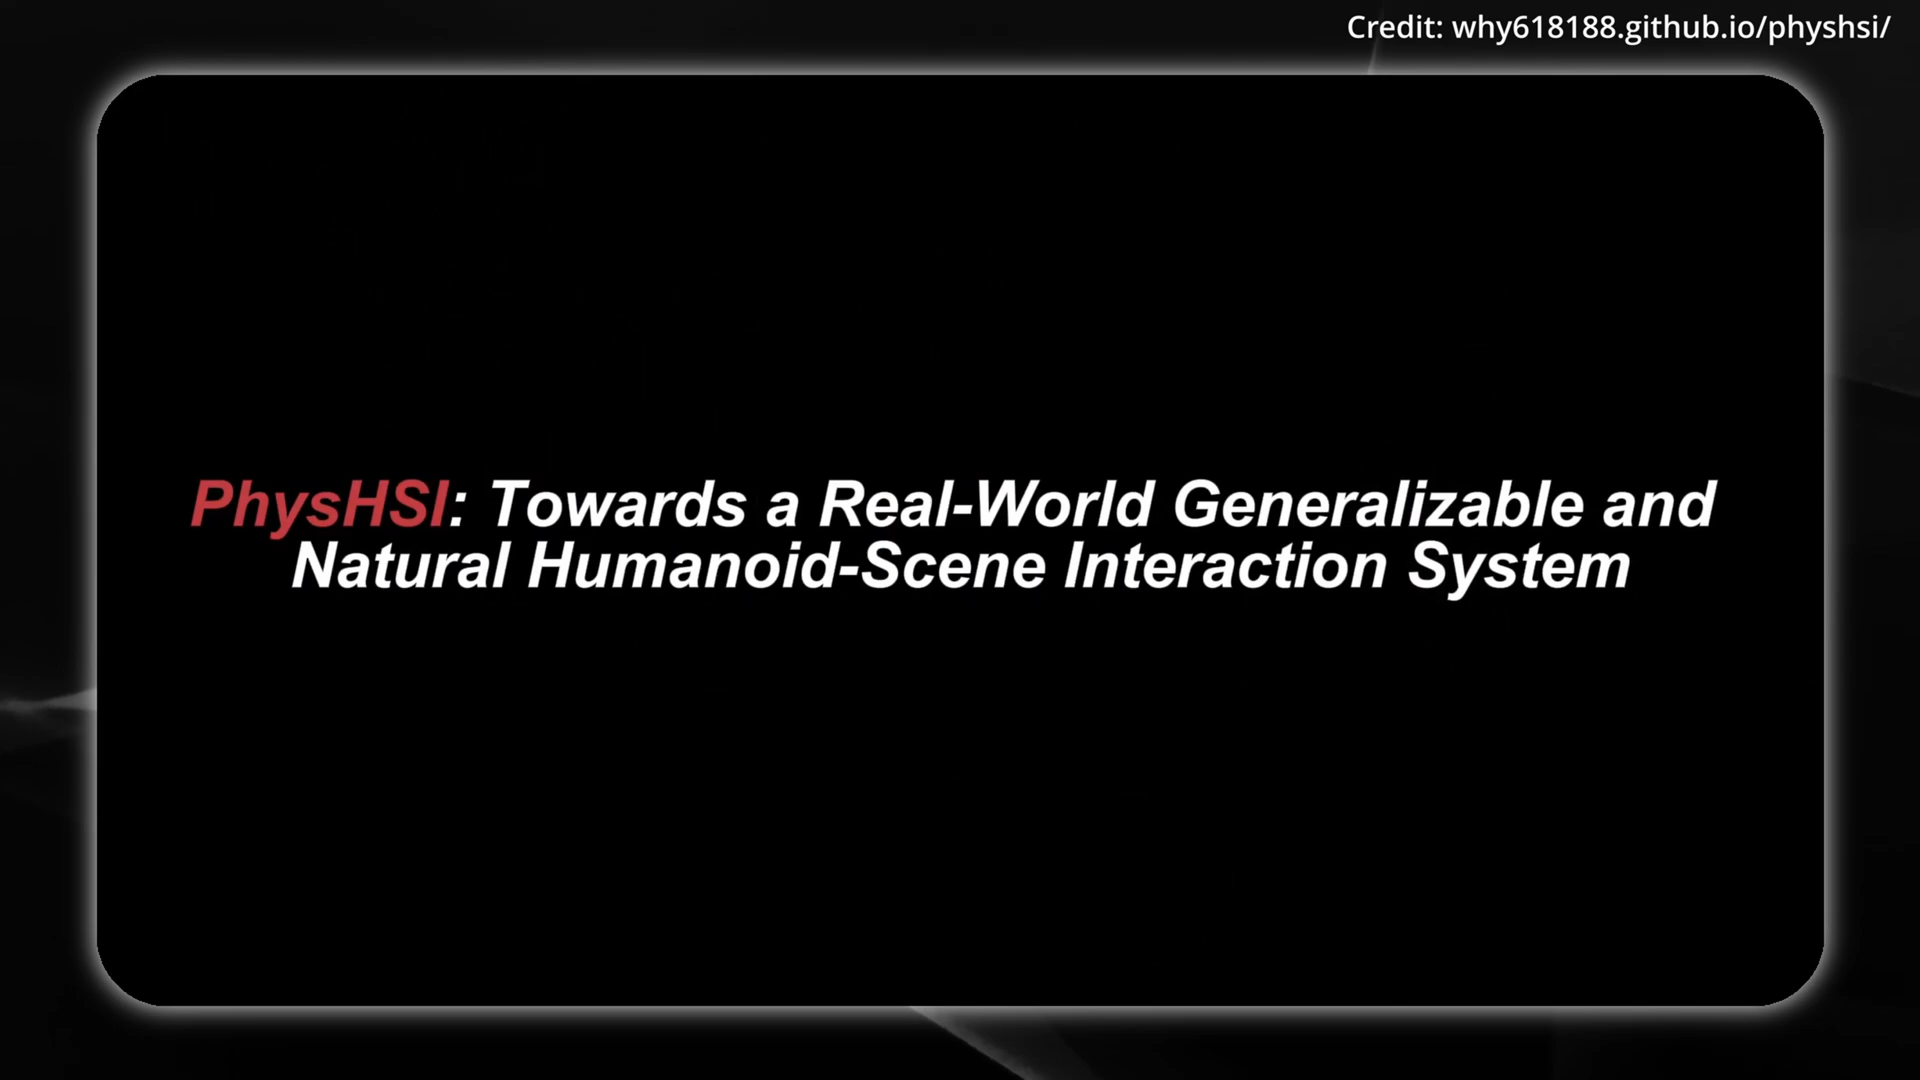 Credit: why618188.github.io/physhsi/
PhysHSI: Towards a Real-World Generalizable and
Natural Humanoid-Scene Interaction System